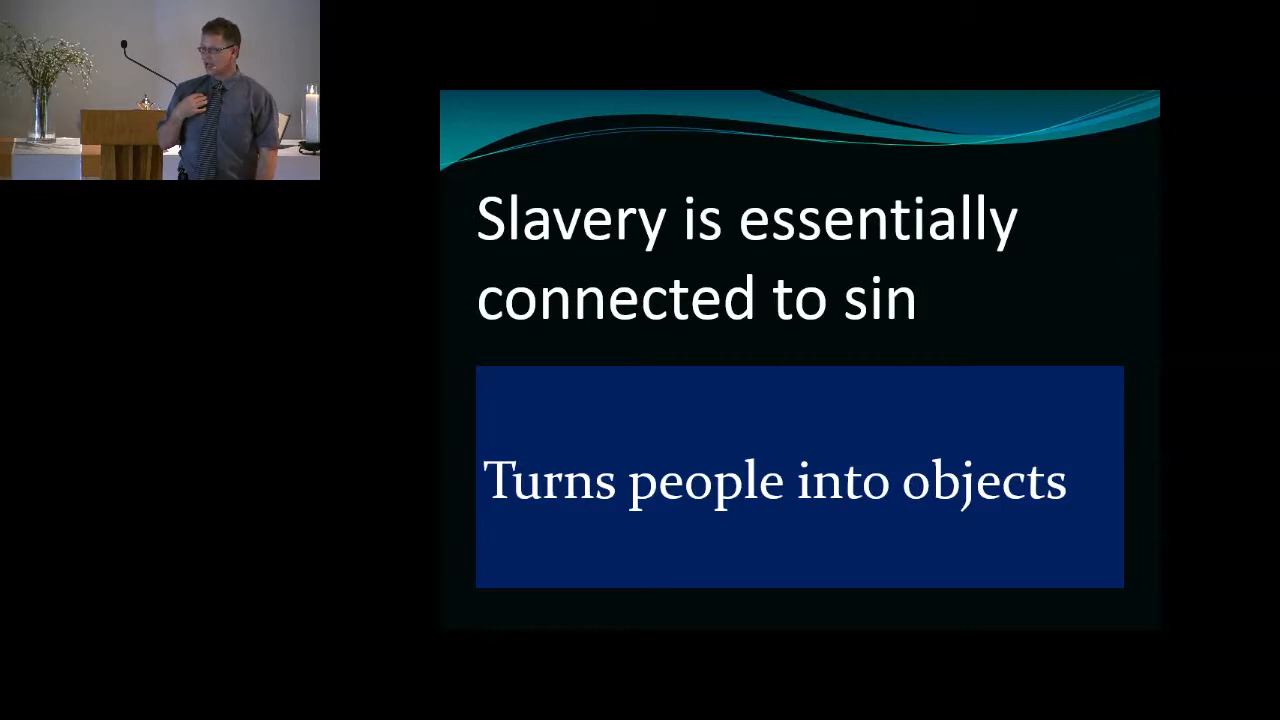 Slavery is essentially
connected to sin
Turns people into objects